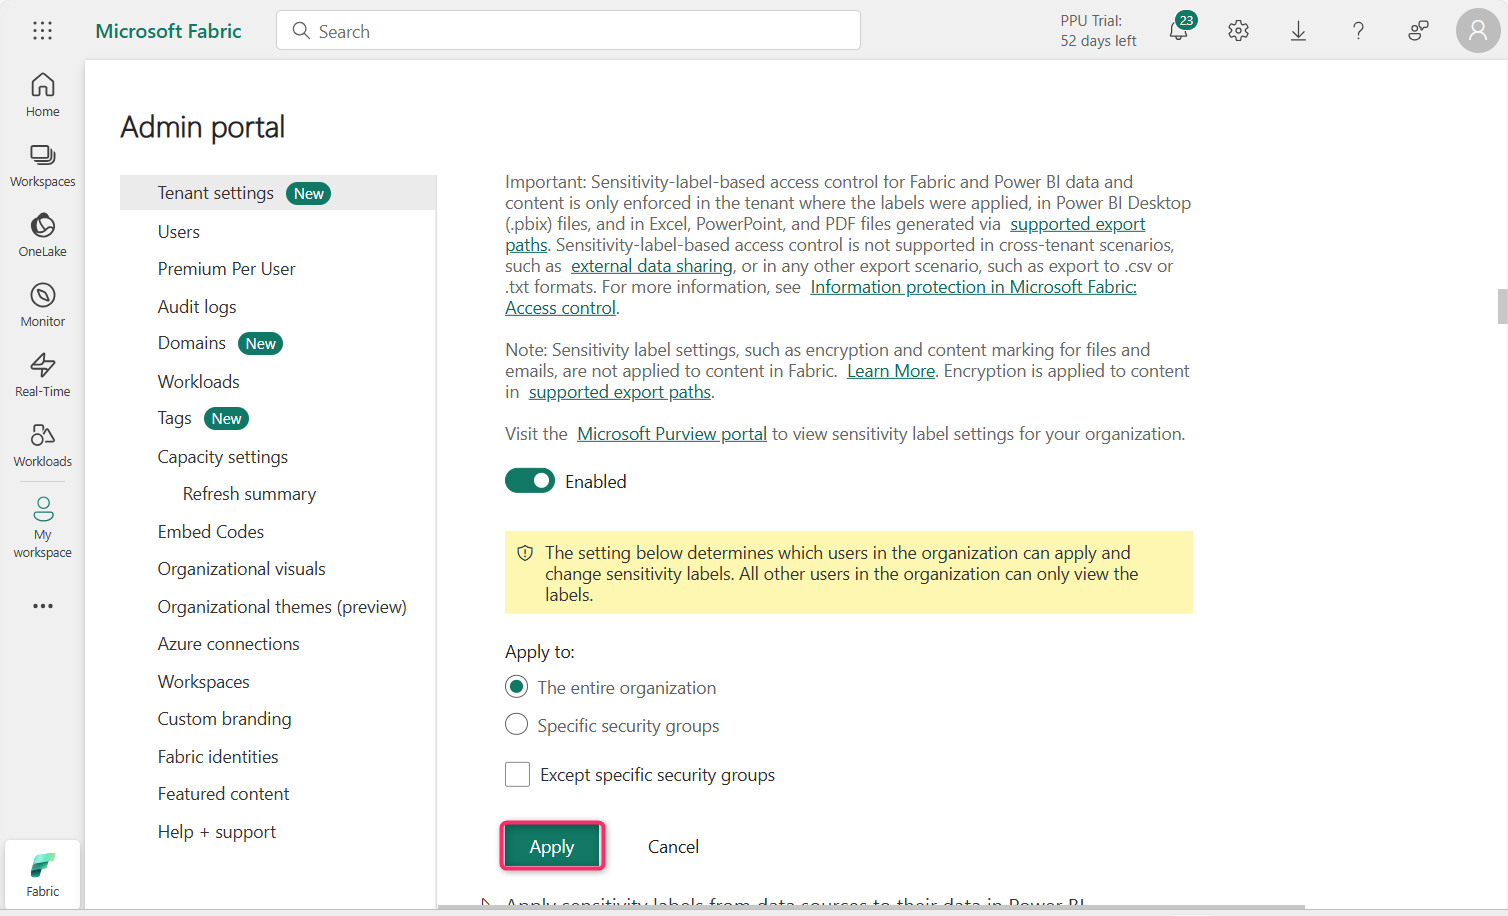 Microsoft Fabric
Search
PPU Trial:
52 days left
23
Home
Workspaces
OneLake
Monitor
Real-Time
Workloads
My
workspace
Fabric
Admin portal
Tenant settings New
Users
Premium Per User
Audit logs
Domains New
Workloads
Tags New
Capacity settings
Refresh summary
Embed Codes
Organizational visuals
Organizational themes (preview)
Azure connections
Workspaces
Custom branding
Fabric identities
Featured content
Help + support
Important: Sensitivity-label-based access control for Fabric and Power BI data and
content is only enforced in the tenant where the labels were applied, in Power BI Desktop
(.pbix) files, and in Excel, PowerPoint, and PDF files generated via supported export
paths. Sensitivity-label-based access control is not supported in cross-tenant scenarios,
such as external data sharing, or in any other export scenario, such as export to .csv or
.txt formats. For more information, see Information protection in Microsoft Fabric:
Access control.
Note: Sensitivity label settings, such as encryption and content marking for files and
emails, are not applied to content in Fabric. Learn More. Encryption is applied to content
in supported export paths.
Visit the Microsoft Purview portal to view sensitivity label settings for your organization.
Enabled
The setting below determines which users in the organization can apply and
change sensitivity labels. All other users in the organization can only view the
labels.
Apply to:
The entire organization
Specific security groups
Except specific security groups
Apply
Cancel
Apply sensitivity labels from data sources to their data in Power BI